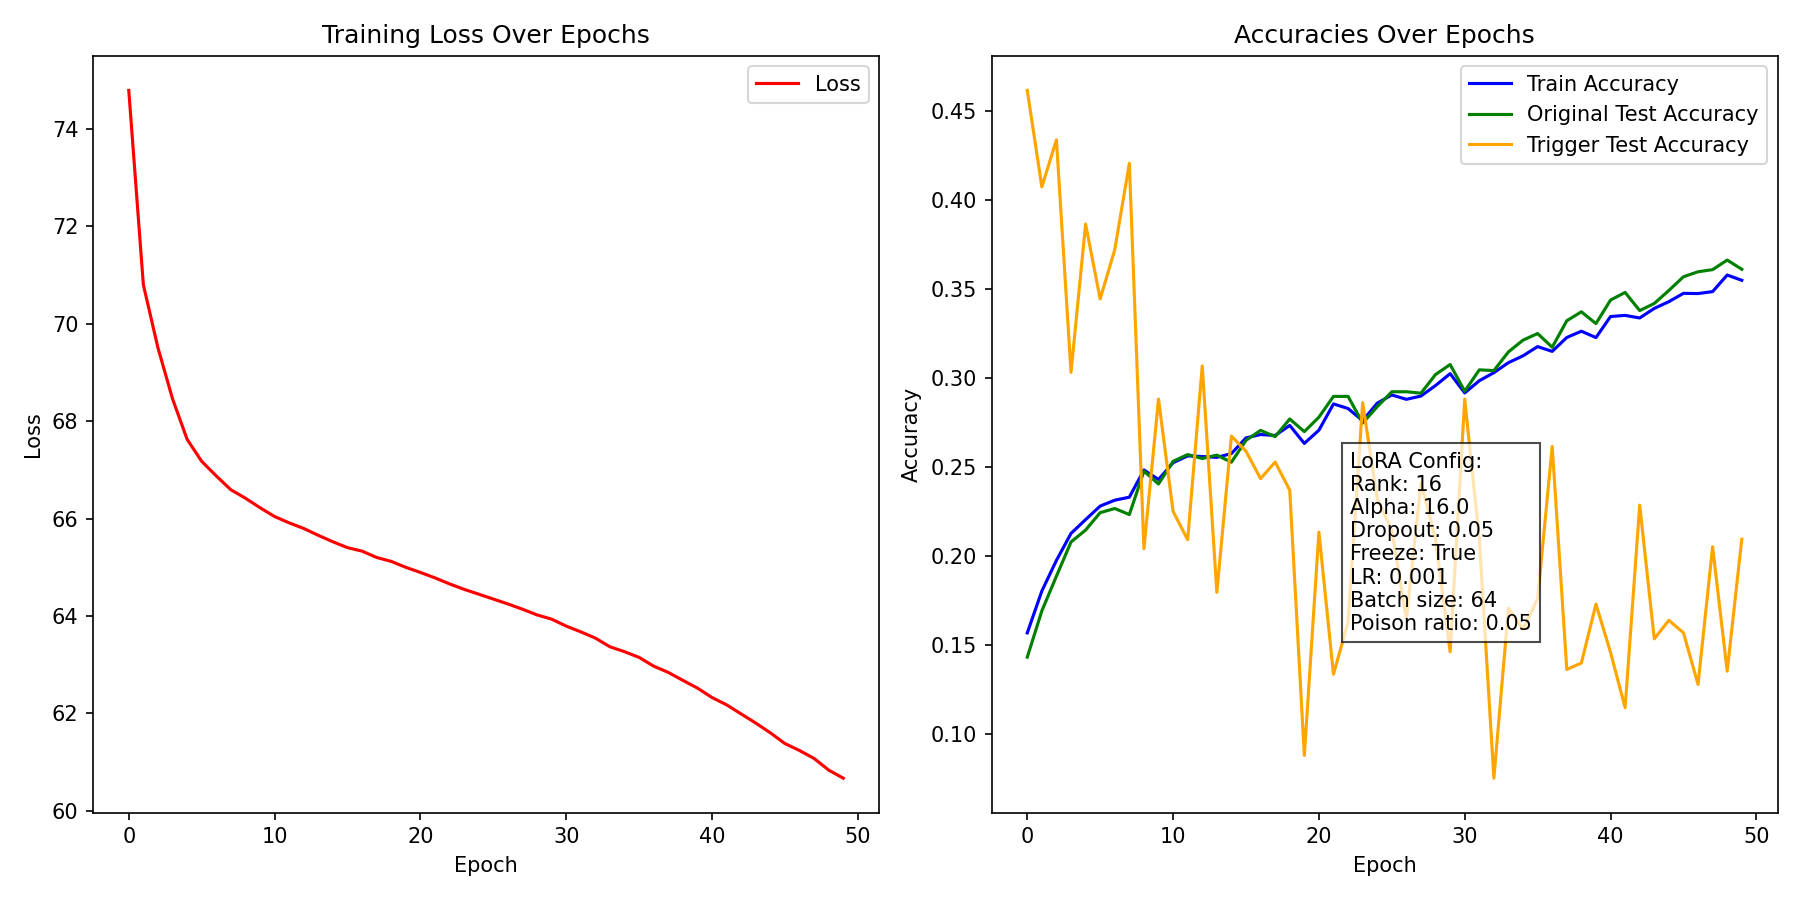 Training Loss Over Epochs
Loss
74
72
70
68
66
64
62
60
Loss
0
10
20
30
40
50
Epoch
Accuracies Over Epochs
Train Accuracy
Original Test Accuracy
Trigger Test Accuracy
0.45
0.40
0.35
0.30
0.25
0.20
0.15
0.10
Accuracy
LoRA Config:
Rank: 16
Alpha: 16.0
Dropout: 0.05
Freeze: True
LR: 0.001
Batch size: 64
Poison ratio: 0.05
0
10
20
30
40
50
Epoch